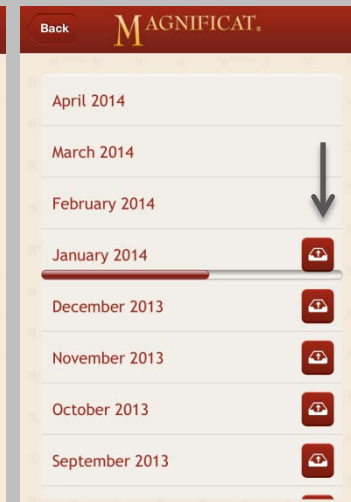 Back
MAGNIFICAT®
April 2014
March 2014
February 2014
January 2014
December 2013
November 2013
October 2013
September 2013